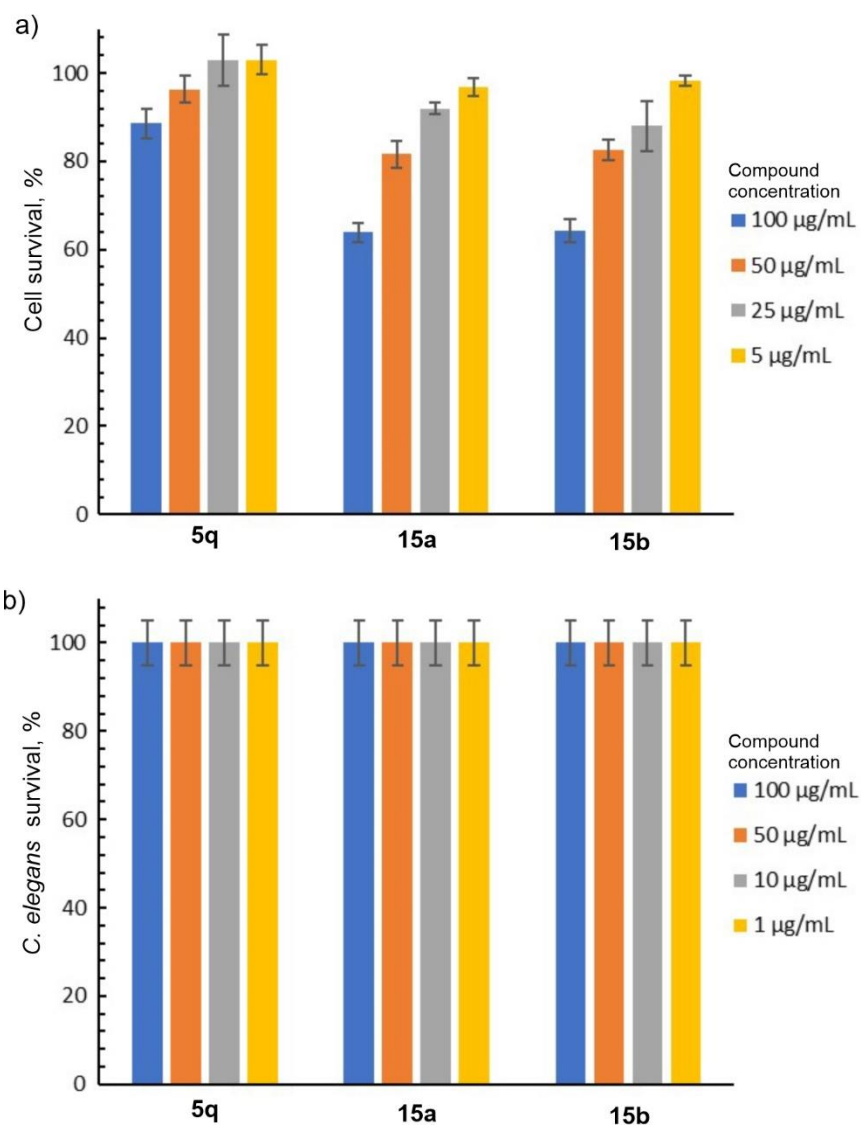 a)
Cell survival, %
100
80
60
40
20
0
5q
15a
15b
Compound
concentration
100 µg/mL
50 µg/mL
25 µg/mL
5 µg/mL
b)
C. elegans survival, %
100
80
60
40
20
0
5q
15a
15b
Compound
concentration
100 µg/mL
50 µg/mL
10 µg/mL
1 µg/mL